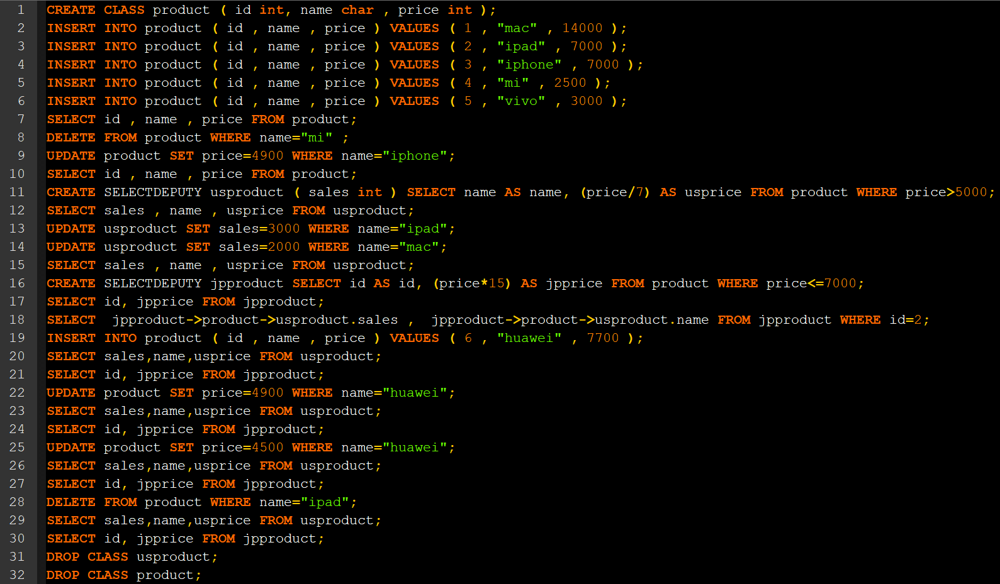 1 CREATE CLASS product ( id int, name char , price int );
2 INSERT INTO product ( id , name , price ) VALUES ( 1 , "mac" , 14000 );
3 INSERT INTO product ( id , name , price ) VALUES ( 2 , "ipad" , 7000 );
4 INSERT INTO product ( id , name , price ) VALUES ( 3 , "iphone" , 7000 );
5 INSERT INTO product ( id , name , price ) VALUES ( 4 , "mi" , 2500 );
6 INSERT INTO product ( id , name , price ) VALUES ( 5 , "vivo" , 3000 );
7 SELECT id , name , price FROM product;
8 DELETE FROM product WHERE name="mi" ;
9 UPDATE product SET price=4900 WHERE name="iphone";
10 SELECT id , name , price FROM product;
11 CREATE SELECTDEPUTY usproduct ( sales int ) SELECT name AS name, (price/7) AS usprice FROM product WHERE price>5000;
12 SELECT sales , name , usprice FROM usproduct;
13 UPDATE usproduct SET sales=3000 WHERE name="ipad";
14 UPDATE usproduct SET sales=2000 WHERE name="mac";
15 SELECT sales , name , usprice FROM usproduct;
16 CREATE SELECTDEPUTY jpproduct SELECT id AS id, (price*15) AS jpprice FROM product WHERE price<=7000;
17 SELECT id, jpprice FROM jpproduct;
18 SELECT  jpproduct->product->usproduct.sales ,  jpproduct->product->usproduct.name FROM jpproduct WHERE id=2;
19 INSERT INTO product ( id , name , price ) VALUES ( 6 , "huawei" , 7700 );
20 SELECT sales,name,usprice FROM usproduct;
21 SELECT id, jpprice FROM jpproduct;
22 UPDATE product SET price=4900 WHERE name="huawei";
23 SELECT sales,name,usprice FROM usproduct;
24 SELECT id, jpprice FROM jpproduct;
25 UPDATE product SET price=4500 WHERE name="huawei";
26 SELECT sales,name,usprice FROM usproduct;
27 SELECT id, jpprice FROM jpproduct;
28 DELETE FROM product WHERE name="ipad";
29 SELECT sales,name,usprice FROM usproduct;
30 SELECT id, jpprice FROM jpproduct;
31 DROP CLASS usproduct;
32 DROP CLASS product;